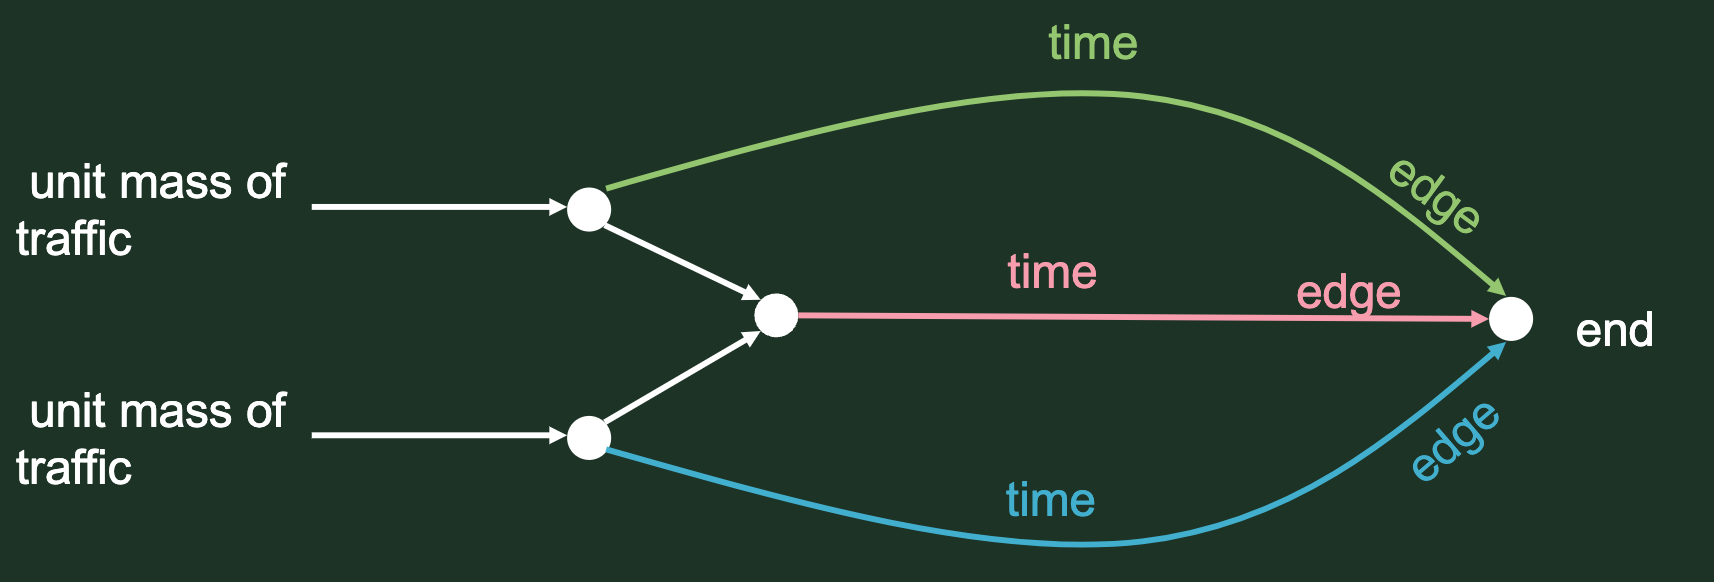 time
unit mass of
traffic
edge
time
edge
end
unit mass of
traffic
edge
time